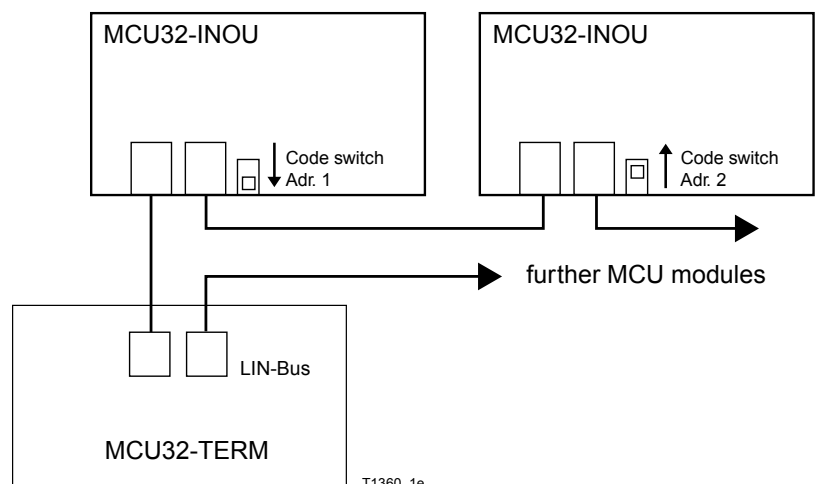 MCU32-INOU
Code switch
Adr. 1
MCU32-INOU
Code switch
Adr. 2
further MCU modules
LIN-Bus
MCU32-TERM
T1360_1e